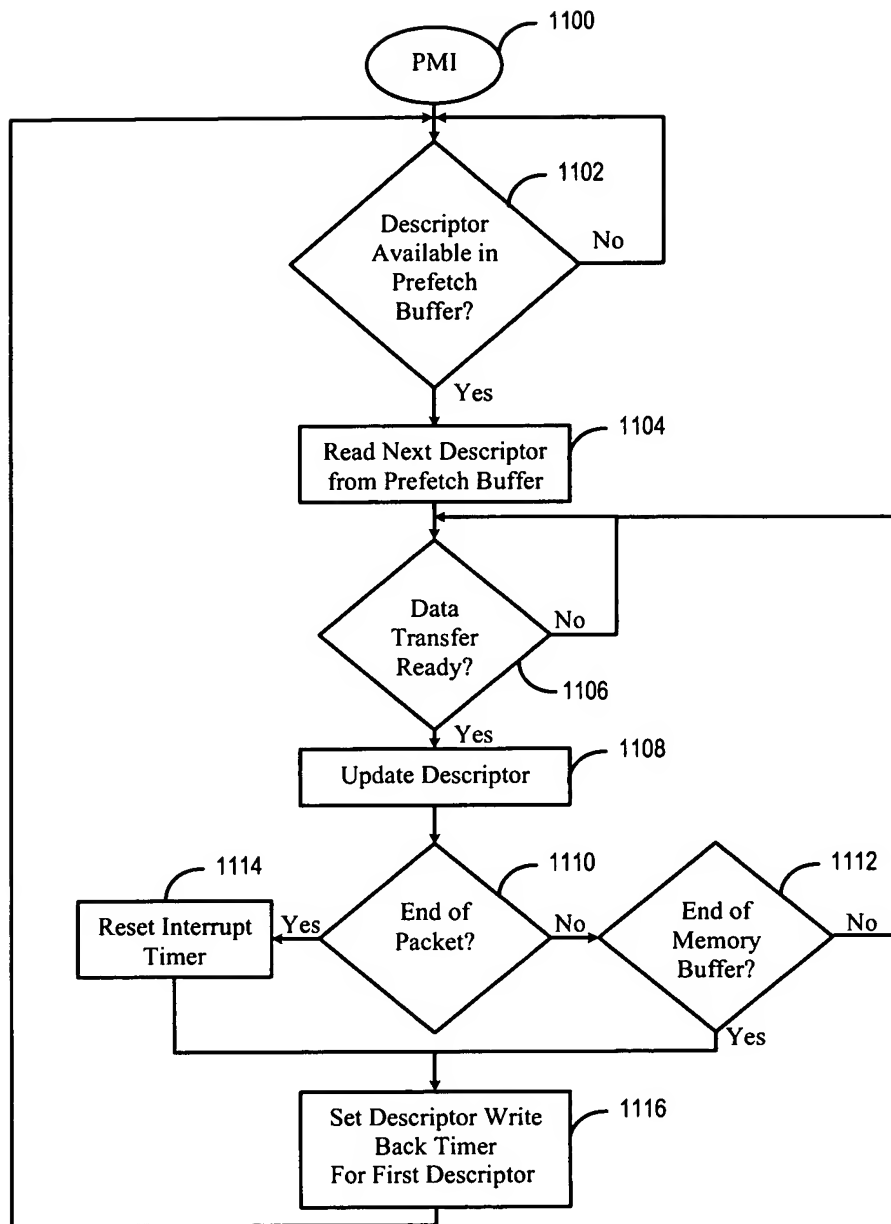 1100
PMI
1102
Descriptor
Available in
Prefetch
Buffer?
No
Yes
1104
Read Next Descriptor
from Prefetch Buffer
Data
Transfer
Ready?
No
1106
Yes
1108
Update Descriptor
1114
1110
1112
Reset Interrupt
Timer
Yes
End of
Packet?
No
End of
Memory
Buffer?
No
Yes
1116
Set Descriptor Write
Back Timer
For First Descriptor